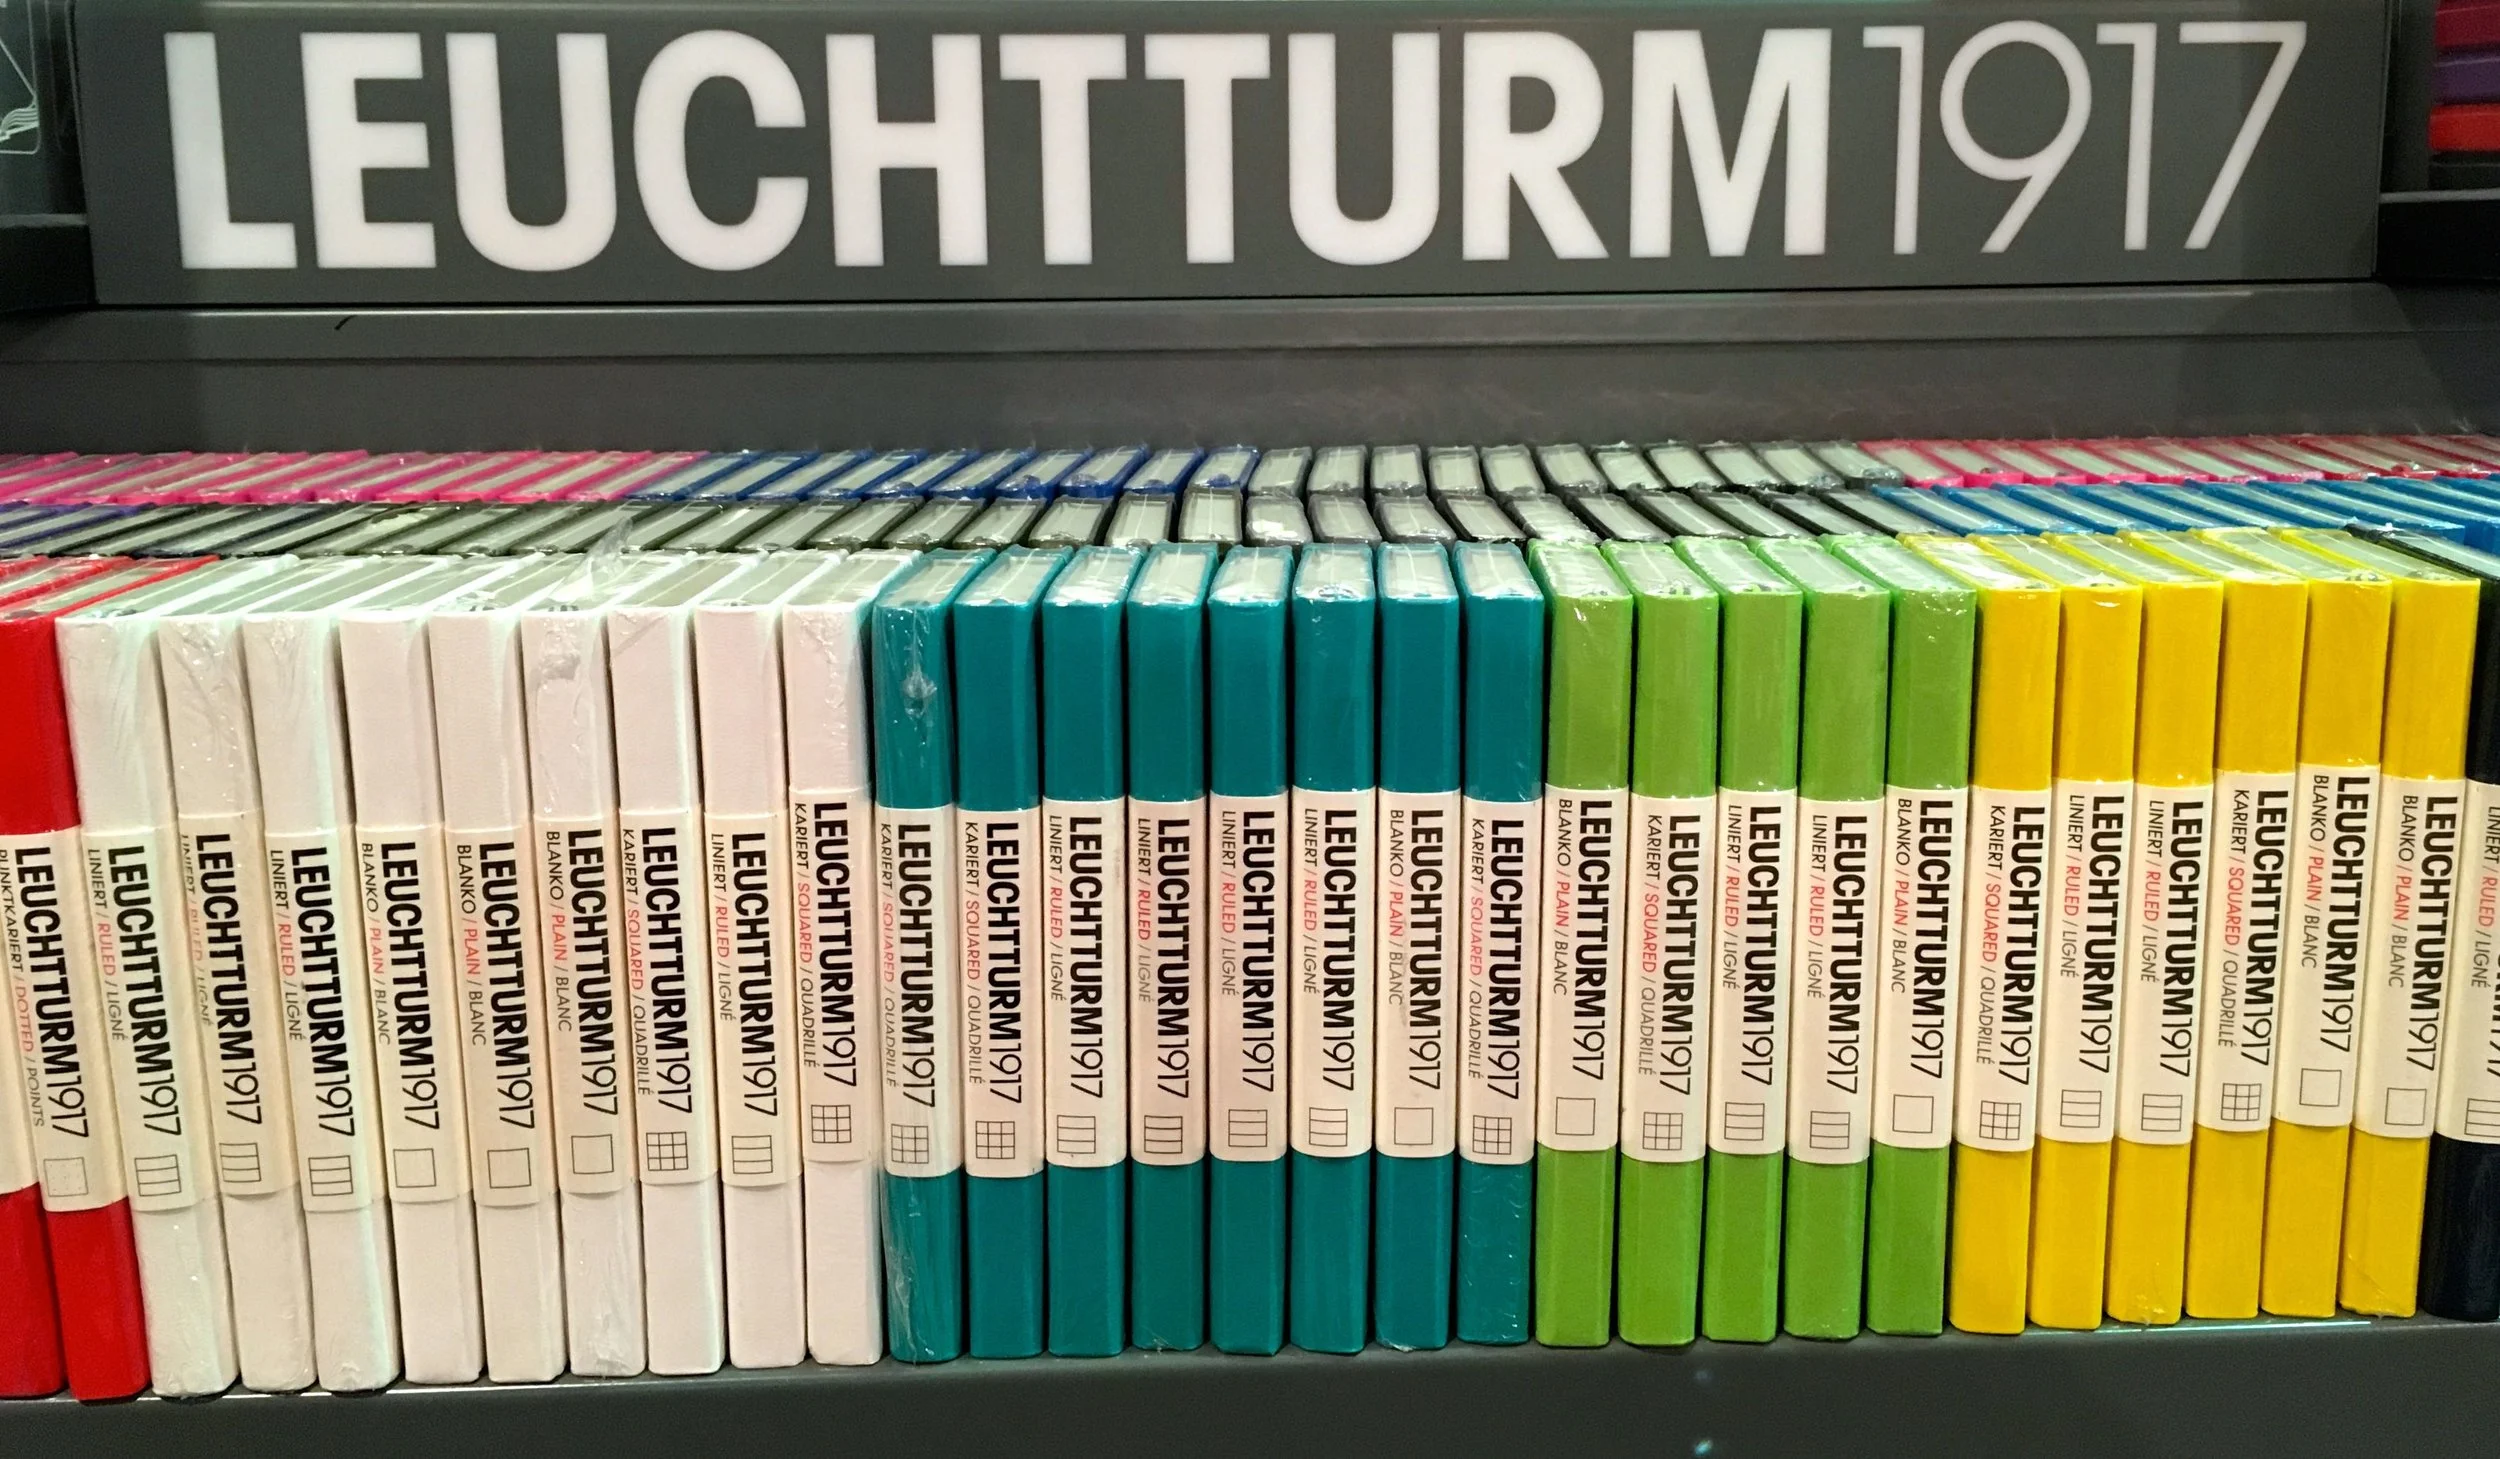 LEUCHTTURM1917
LEUCHTTURM1917
PUNKTKARIERT / DOTTED / POINTS
LEUCHTTURM1917
LINIERT / RULED / LIGNÉ
LEUCHTTURM1917
LINIERT / RULED / LIGNÉ
LEUCHTTURM1917
LINIERT / RULED / LIGNÉ
LEUCHTTURM1917
BLANKO / PLAIN / BLANC
LEUCHTTURM1917
BLANKO / PLAIN / BLANC
LEUCHTTURM1917
BLANKO / PLAIN / BLANC
LEUCHTTURM1917
KARIERT / SQUARED / QUADRILLÉ
LEUCHTTURM1917
LINIERT / RULED / LIGNÉ
LEUCHTTURM1917
KARIERT / SQUARED / QUADRILLÉ
LEUCHTTURM1917
KARIERT / SQUARED / QUADRILLÉ
LEUCHTTURM1917
KARIERT / SQUARED / QUADRILLÉ
LEUCHTTURM1917
LINIERT / RULED / LIGNÉ
LEUCHTTURM1917
LINIERT / RULED / LIGNÉ
LEUCHTTURM1917
LINIERT / RULED / LIGNÉ
LEUCHTTURM1917
LINIERT / RULED / LIGNÉ
LEUCHTTURM1917
BLANKO / PLAIN / BLANC
LEUCHTTURM1917
KARIERT / SQUARED / QUADRILLÉ
LEUCHTTURM1917
BLANKO / PLAIN / BLANC
LEUCHTTURM1917
KARIERT / SQUARED / QUADRILLÉ
LEUCHTTURM1917
LINIERT / RULED / LIGNÉ
LEUCHTTURM1917
LINIERT / RULED / LIGNÉ
LEUCHTTURM1917
BLANKO / PLAIN / BLANC
LEUCHTTURM1917
KARIERT / SQUARED / QUADRILLÉ
LEUCHTTURM1917
LINIERT / RULED / LIGNÉ
LEUCHTTURM1917
LINIERT / RULED / LIGNÉ
LEUCHTTURM1917
KARIERT / SQUARED / QUADRILLÉ
LEUCHTTURM1917
BLANKO / PLAIN / BLANC
LEUCHTTURM1917
BLANKO / PLAIN / BLANC
LINIERT / RULED / LIGNÉ